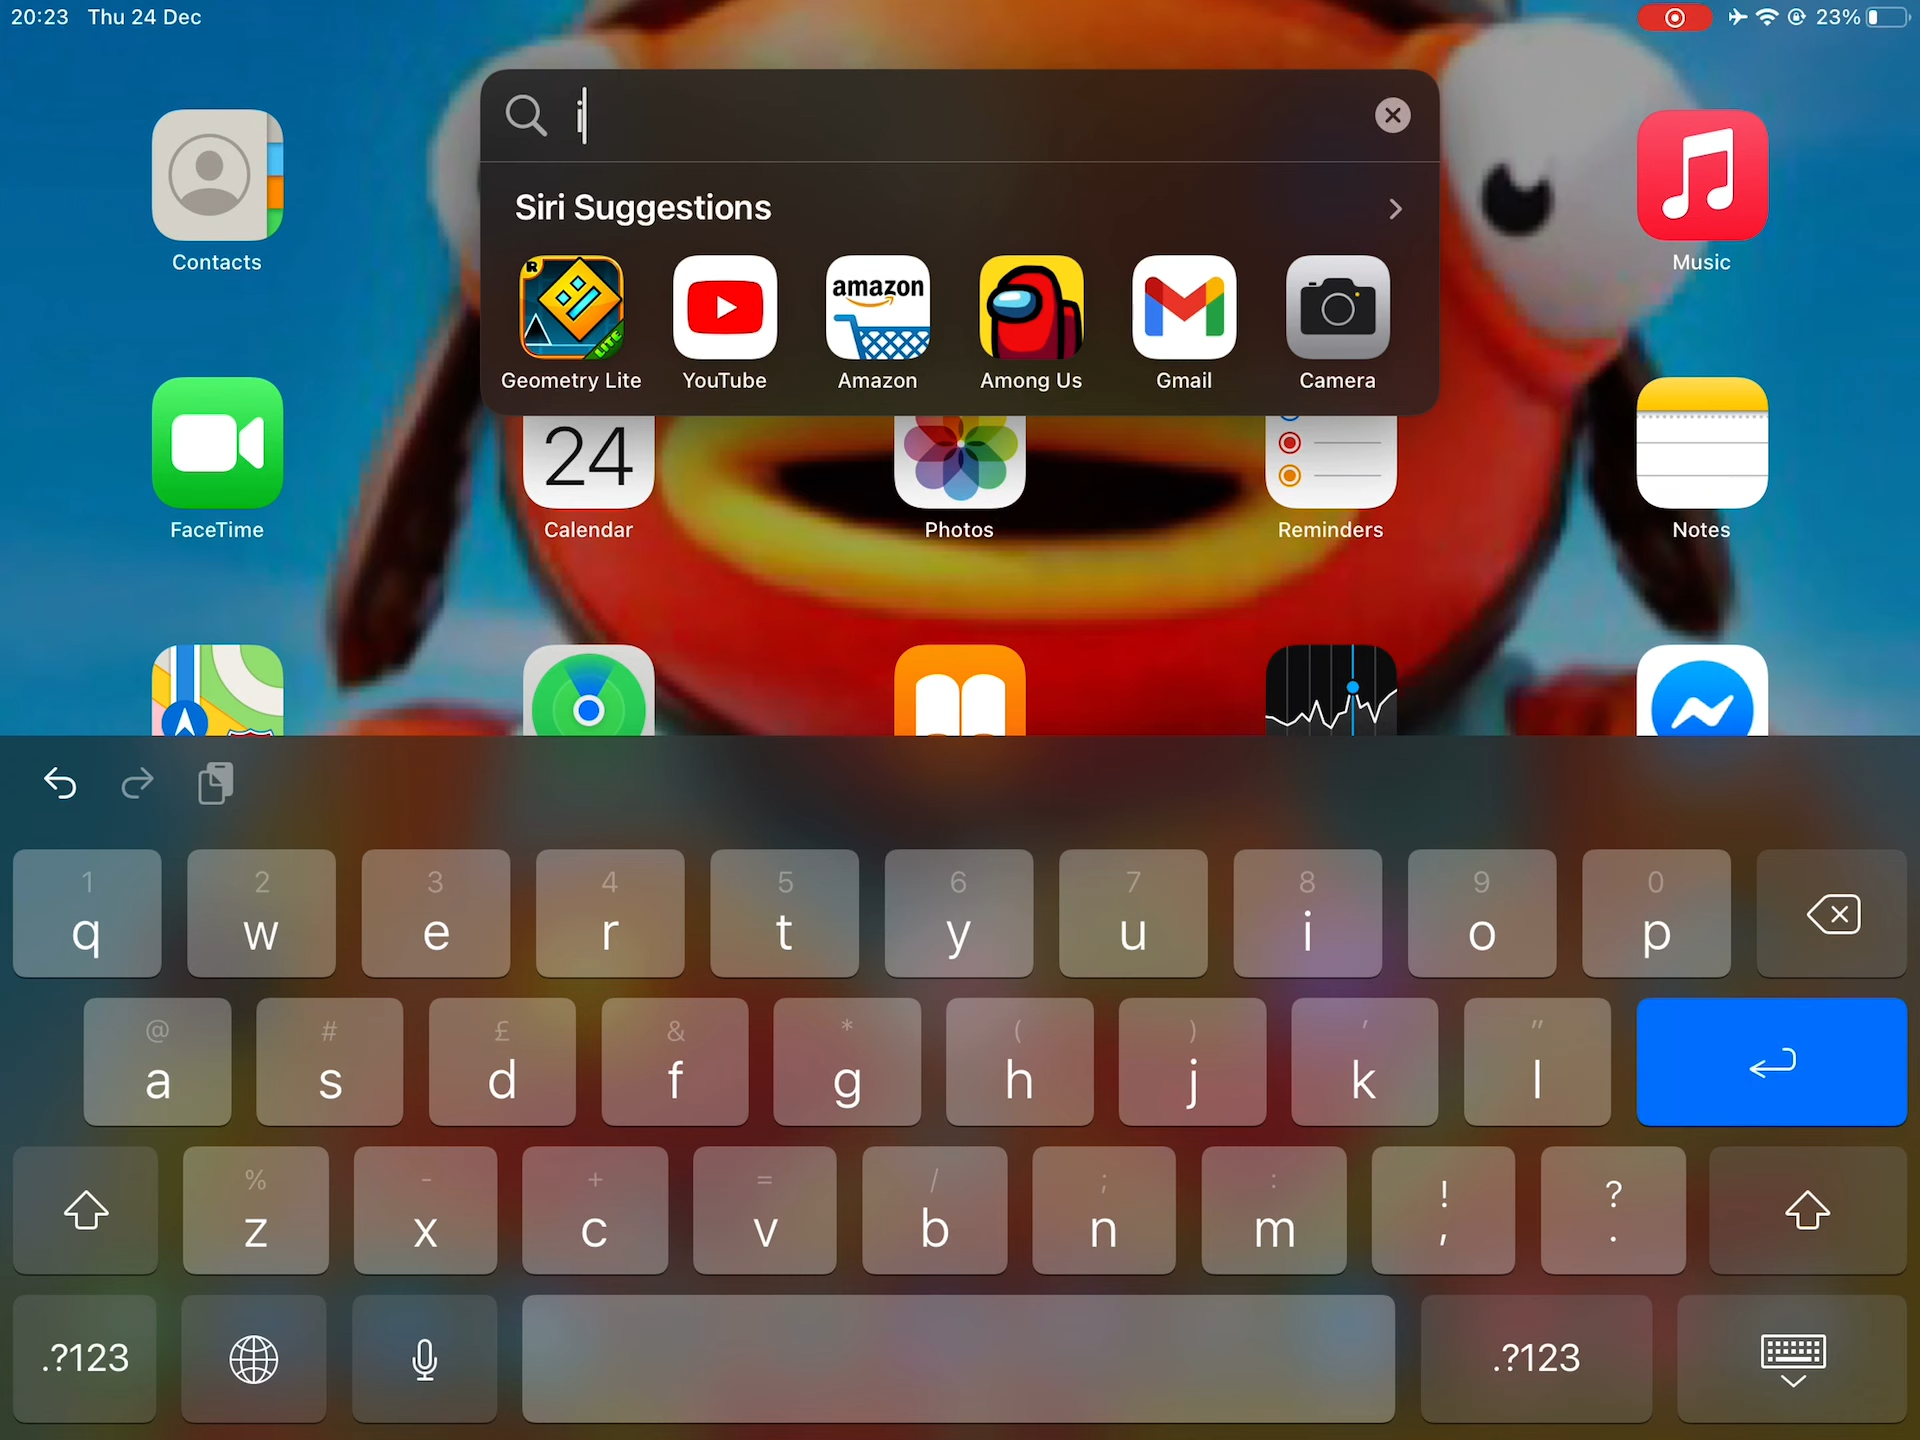 20:23 Thu 24 Dec
23%
i
Siri Suggestions
R
LITE
amazon
Geometry Lite YouTube Amazon Among Us Gmail Camera
Contacts Music
24
FaceTime Calendar Photos Reminders Notes
1 2 3 4 5 6 7 8 9 0
q w e r t y u i o p
@ # £ & * ( ) ' "
a s d f g h j k l
% - + = / ; : ! ?
z x c v b n m , .
.?123 .?123